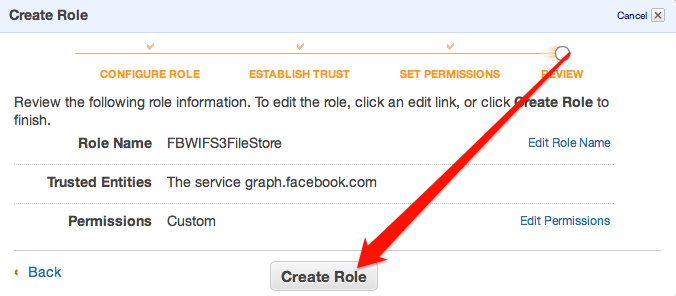 Create Role
Cancel
CONFIGURE ROLE ESTABLISH TRUST SET PERMISSIONS REVIEW
Review the following role information. To edit the role, click an edit link, or click Create Role to
finish.
Role Name FBWIFS3FileStore Edit Role Name
Trusted Entities The service graph.facebook.com
Permissions Custom Edit Permissions
‹ Back
Create Role